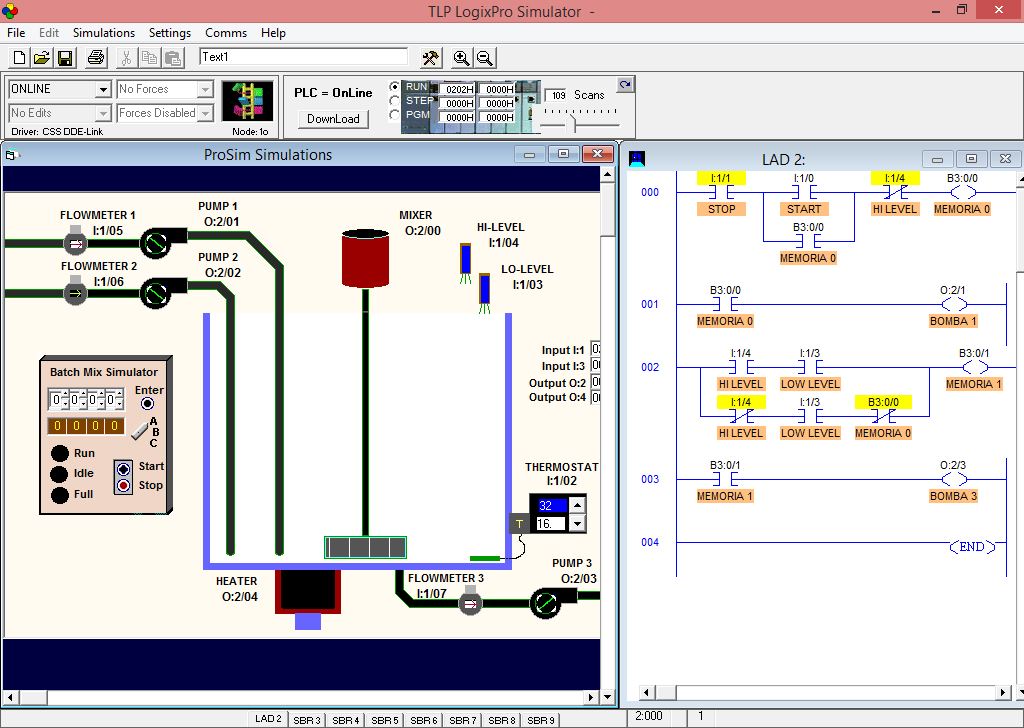 TLP LogixPro Simulator -
File Edit Simulations Settings Comms Help
Text1
ONLINE No Forces
No Edits Forces Disabled
Driver: CSS DDE-Link Node:1o
PLC = OnLine
DownLoad
RUN 0202H 0000H
STEP 0000H 0000H
PGM 0000H 0000H
109 Scans
ProSim Simulations
FLOWMETER 1
I:1/05
PUMP 1
O:2/01
FLOWMETER 2
I:1/06
PUMP 2
O:2/02
MIXER
O:2/00
HI-LEVEL
I:1/04
LO-LEVEL
I:1/03
Batch Mix Simulator
0 0 0 0
Enter
0 0 0 0
A
B
C
Run
Idle
Full
Start
Stop
Input I:1
Input I:3
Output O:2
Output O:4
THERMOSTAT
I:1/02
32
16.
T
HEATER
O:2/04
FLOWMETER 3
I:1/07
PUMP 3
O:2/03
LAD 2:
000
I:1/1 I:1/0 I:1/4 B3:0/0
STOP START HI LEVEL MEMORIA 0
B3:0/0
MEMORIA 0
001
B3:0/0 O:2/1
MEMORIA 0 BOMBA 1
002
I:1/4 I:1/3 B3:0/1
HI LEVEL LOW LEVEL MEMORIA 1
I:1/4 I:1/3 B3:0/0
HI LEVEL LOW LEVEL MEMORIA 0
003
B3:0/1 O:2/3
MEMORIA 1 BOMBA 3
004
END
LAD 2 SBR 3 SBR 4 SBR 5 SBR 6 SBR 7 SBR 8 SBR 9
2:000 1